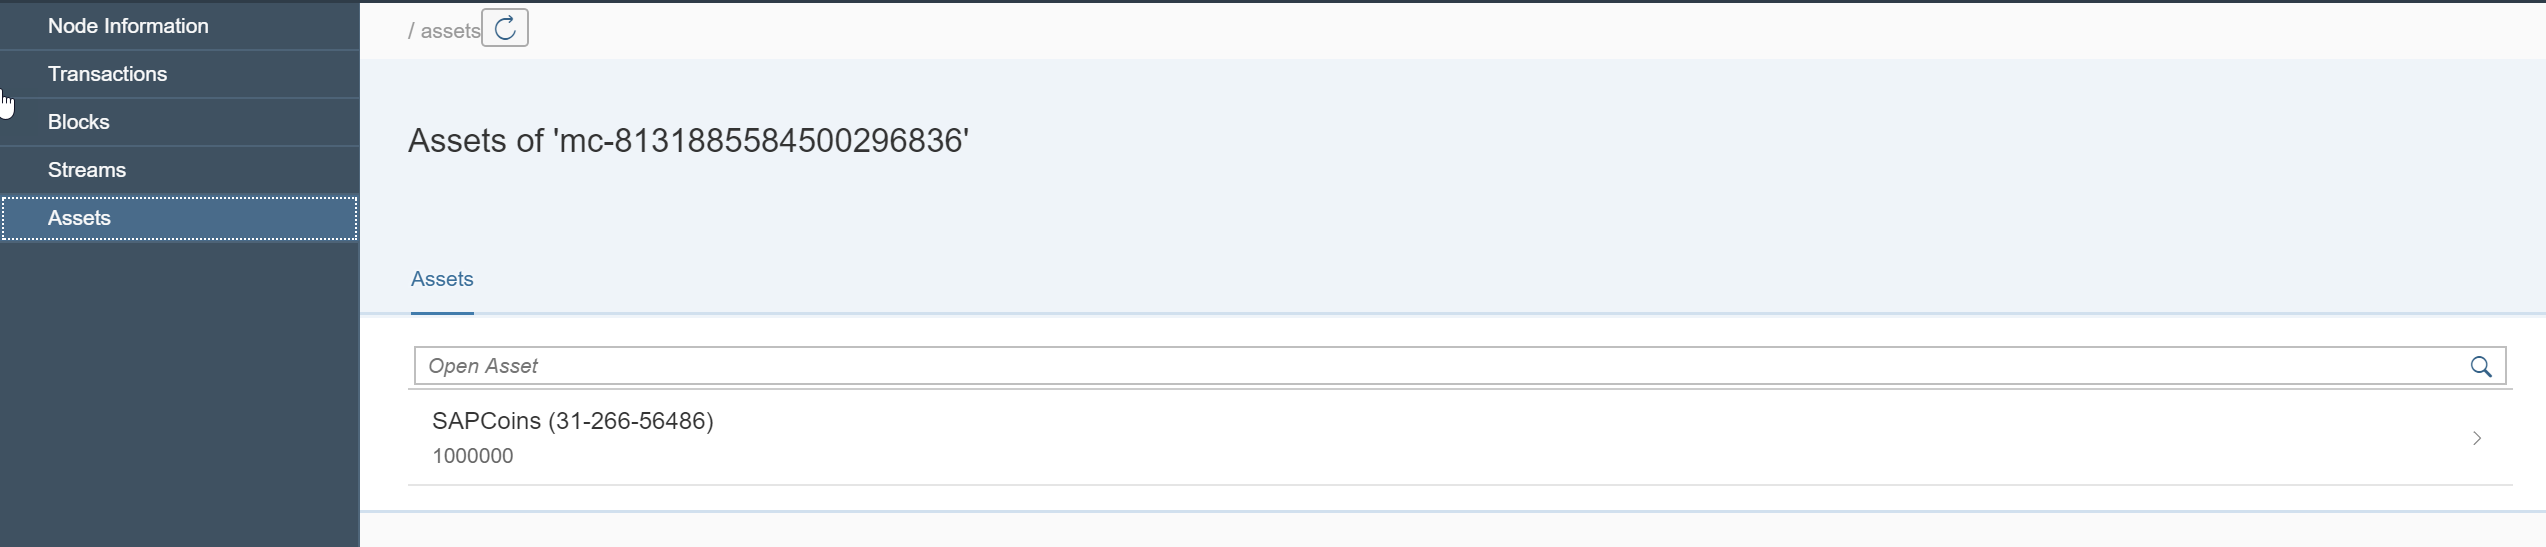 Node Information
Transactions
Blocks
Streams
Assets
/ assets
Assets of 'mc-8131885584500296836'
Assets
Open Asset
SAPCoins (31-266-56486)
1000000